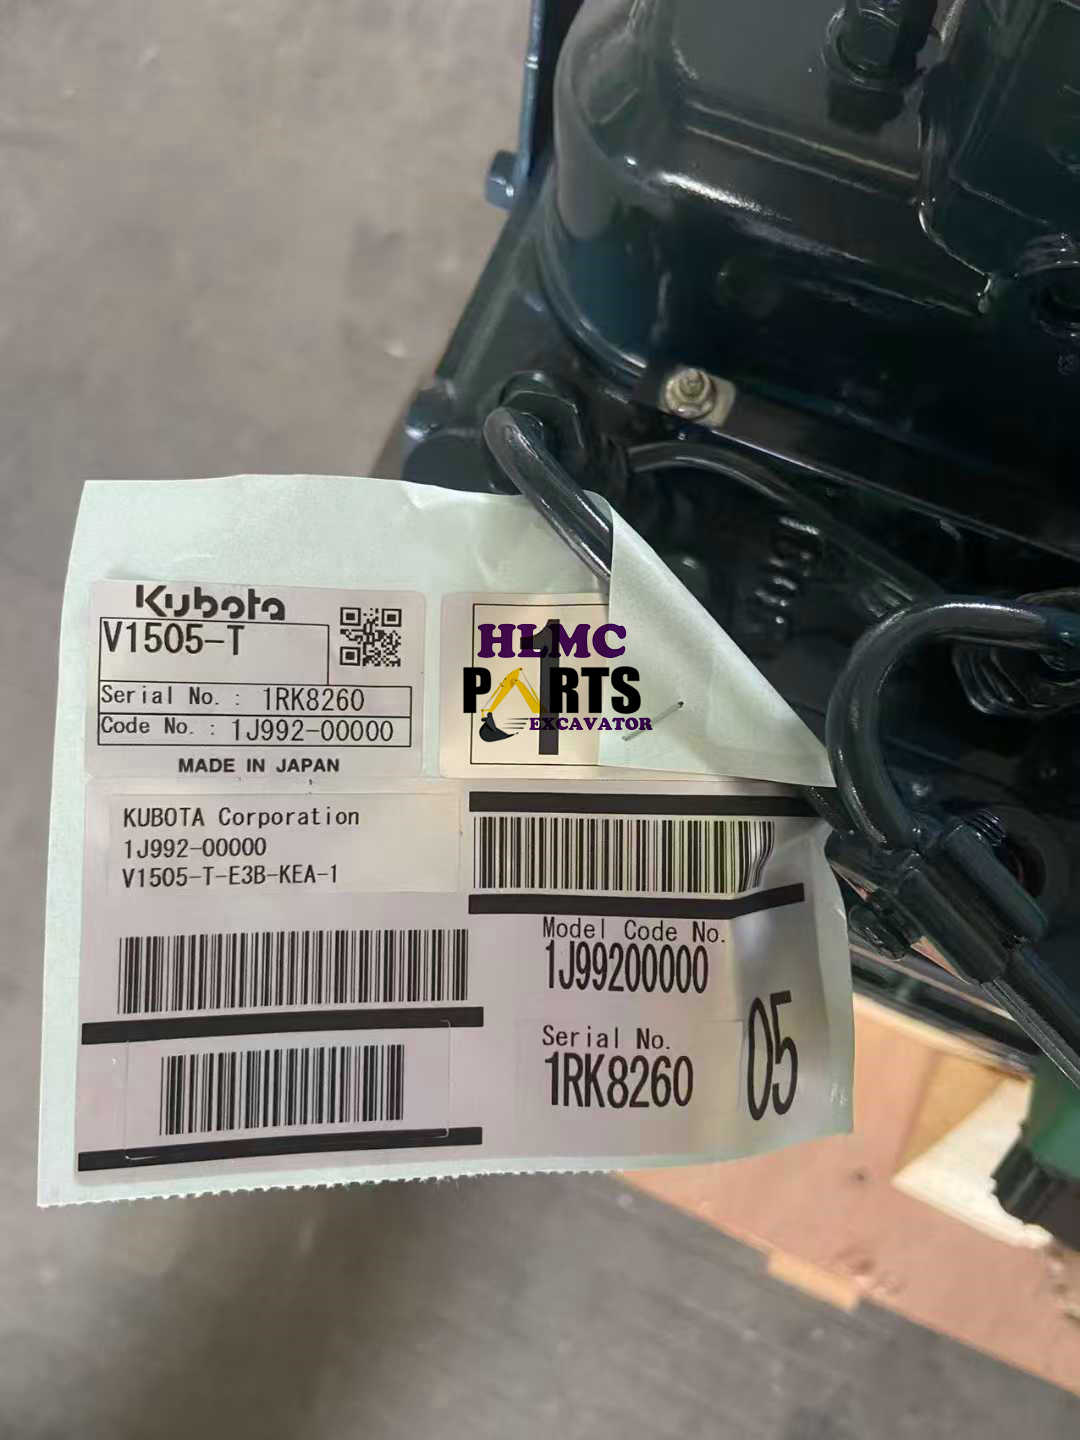 Kubota
V1505-T
Serial No. : 1RK8260
Code No. : 1J992-00000
MADE IN JAPAN
1
HLMC
PARTS
EXCAVATOR
KUBOTA Corporation
1J992-00000
V1505-T-E3B-KEA-1
Model Code No.
1J99200000
Serial No.
1RK8260
05